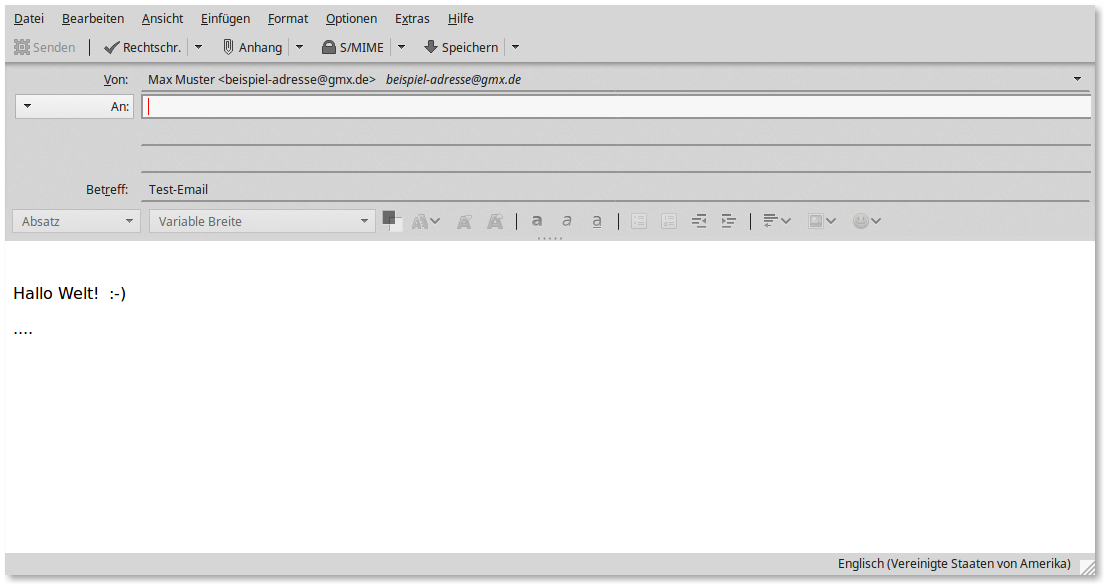 Datei Bearbeiten Ansicht Einfügen Format Optionen Extras Hilfe
Senden Rechtschr. Anhang S/MIME Speichern
Von: Max Muster <beispiel-adresse@gmx.de> beispiel-adresse@gmx.de
An:
Betreff: Test-Email
Absatz Variable Breite a a a
Hallo Welt! :-)
....
Englisch (Vereinigte Staaten von Amerika)